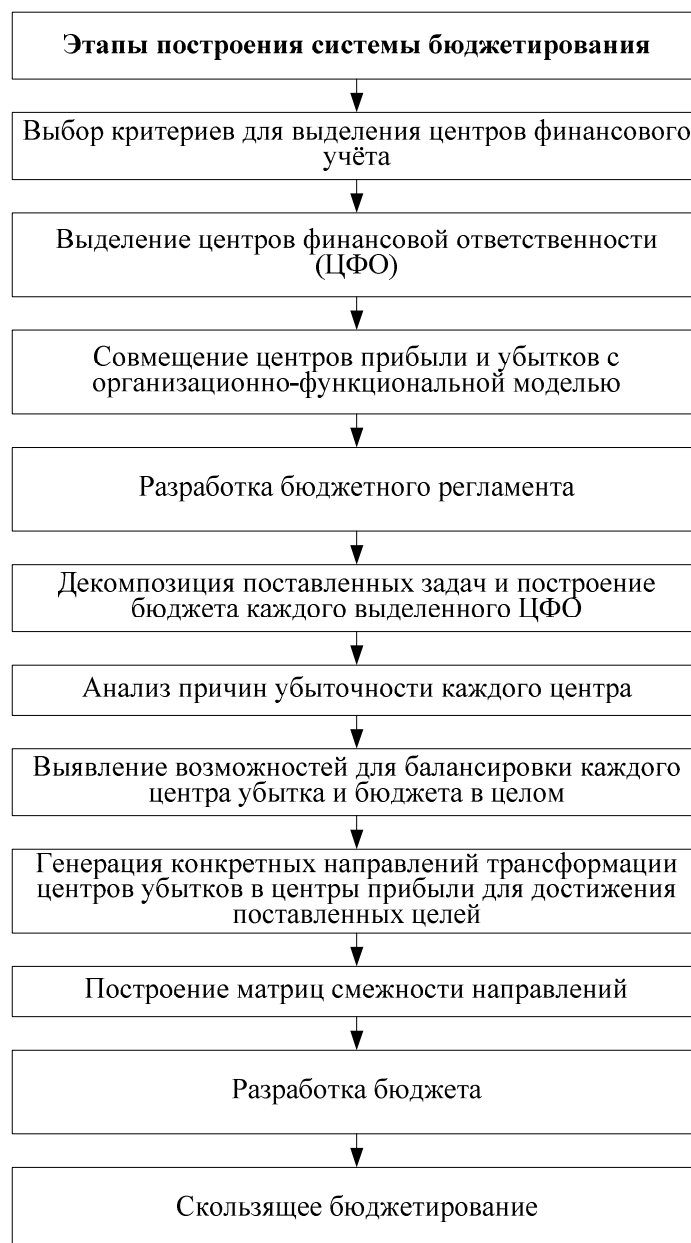 Этапы построения системы бюджетирования
Выбор критериев для выделения центров финансового
учёта
Выделение центров финансовой ответственности
(ЦФО)
Совмещение центров прибыли и убытков с
организационно-функциональной моделью
Разработка бюджетного регламента
Декомпозиция поставленных задач и построение
бюджета каждого выделенного ЦФО
Анализ причин убыточности каждого центра
Выявление возможностей для балансировки каждого
центра убытка и бюджета в целом
Генерация конкретных направлений трансформации
центров убытков в центры прибыли для достижения
поставленных целей
Построение матриц смежности направлений
Разработка бюджета
Скользящее бюджетирование